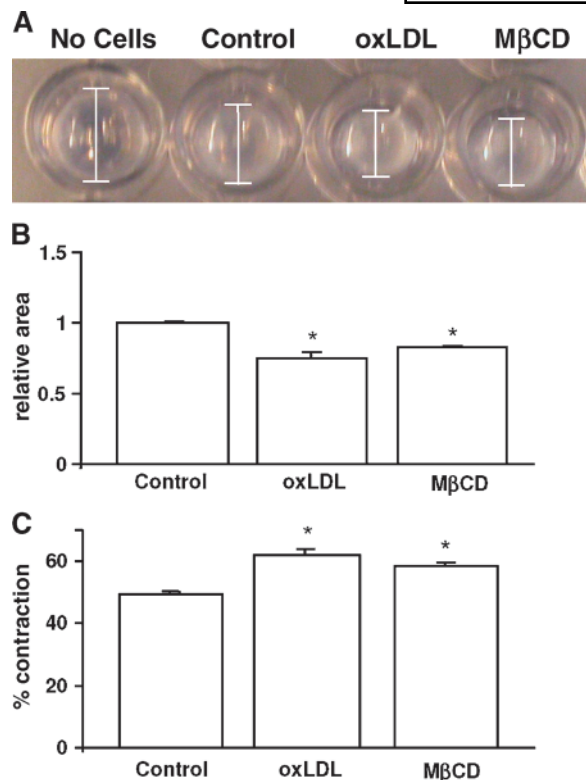 A
No Cells Control oxLDL MβCD
B
1.5
1
0.5
0
relative area
*
*
Control oxLDL MβCD
C
60
40
20
0
% contraction
*
*
Control oxLDL MβCD